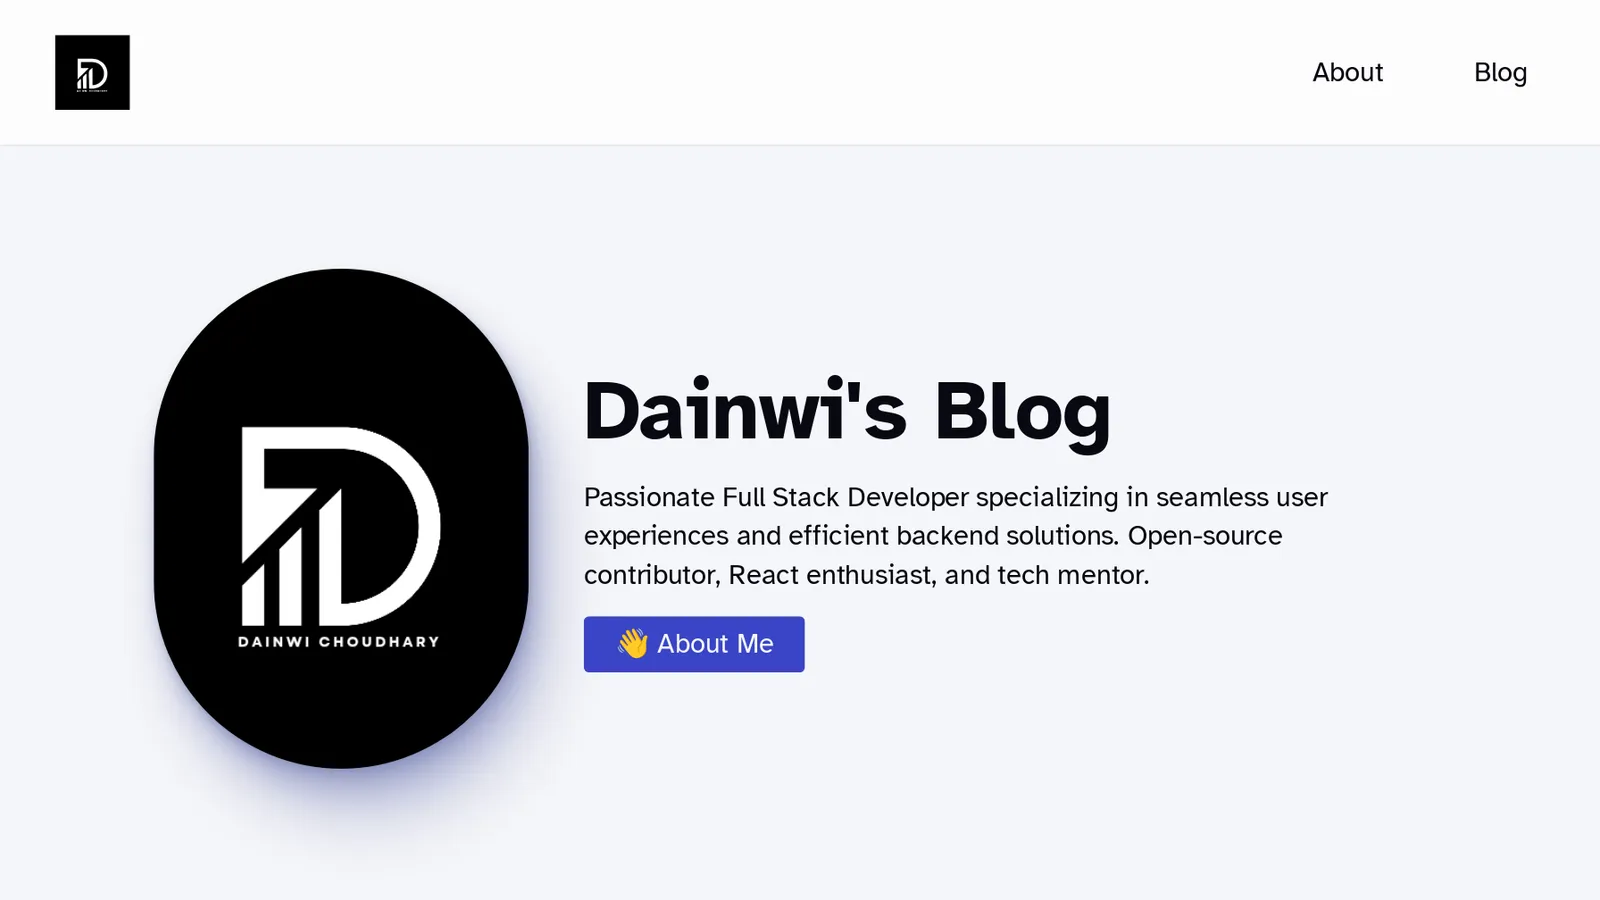 About
Blog
DAINWI CHOUDHARY
Dainwi's Blog
Passionate Full Stack Developer specializing in seamless user
experiences and efficient backend solutions. Open-source
contributor, React enthusiast, and tech mentor.
👋 About Me